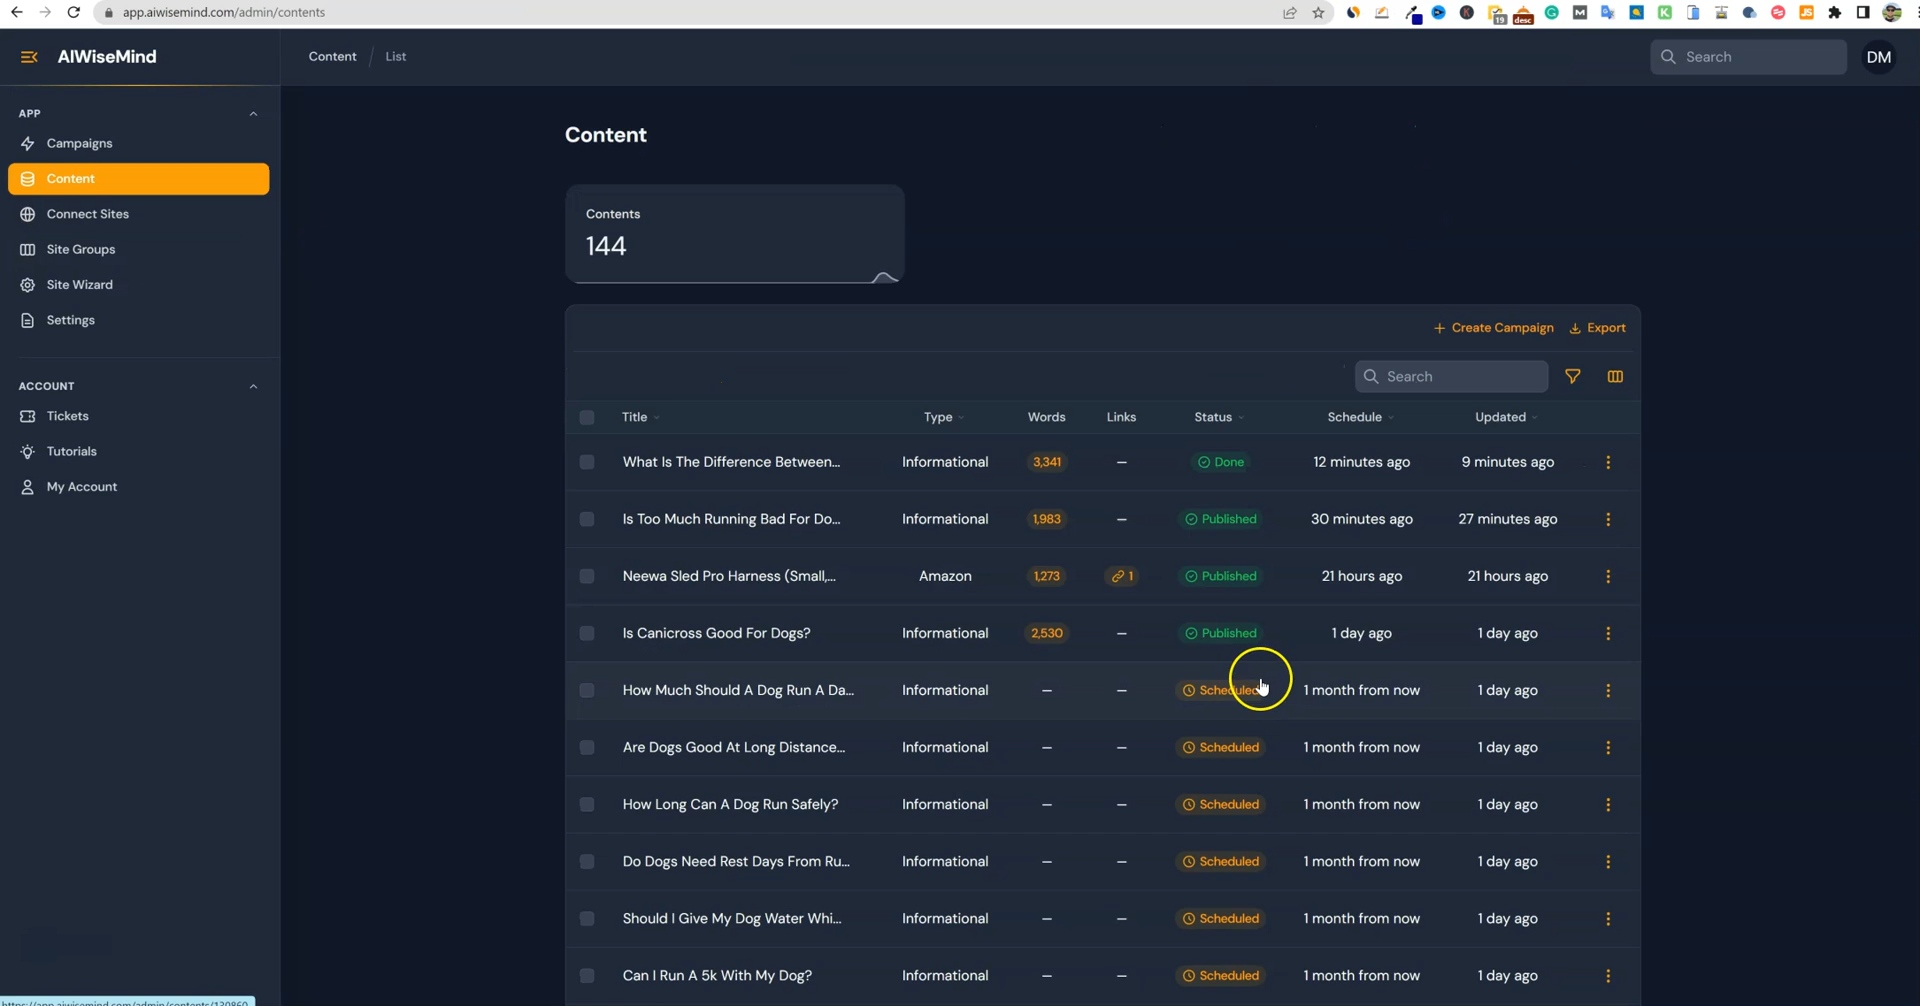 app.aiwisemind.com/admin/contents
19
desc
AIWiseMind
Content
List
Search
DM
APP
Campaigns
Content
Connect Sites
Site Groups
Site Wizard
Settings
ACCOUNT
Tickets
Tutorials
My Account
Content
Contents
144
Create Campaign
Export
Search
Title Type Words Links Status Schedule Updated
What Is The Difference Between... Informational 3,341 — Done 12 minutes ago 9 minutes ago
Is Too Much Running Bad For Do... Informational 1,983 — Published 30 minutes ago 27 minutes ago
Neewa Sled Pro Harness (Small,... Amazon 1,273 1 Published 21 hours ago 21 hours ago
Is Canicross Good For Dogs? Informational 2,530 — Published 1 day ago 1 day ago
How Much Should A Dog Run A Da... Informational — — Scheduled 1 month from now 1 day ago
Are Dogs Good At Long Distance... Informational — — Scheduled 1 month from now 1 day ago
How Long Can A Dog Run Safely? Informational — — Scheduled 1 month from now 1 day ago
Do Dogs Need Rest Days From Ru... Informational — — Scheduled 1 month from now 1 day ago
Should I Give My Dog Water Whi... Informational — — Scheduled 1 month from now 1 day ago
Can I Run A 5k With My Dog? Informational — — Scheduled 1 month from now 1 day ago
https://app.aiwisemind.com/admin/contents/130860